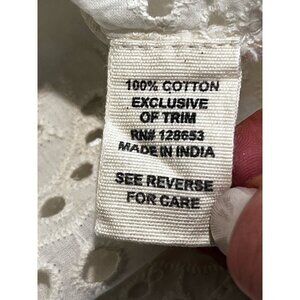 100% COTTON
EXCLUSIVE
OF TRIM
RN# 128653
MADE IN INDIA
SEE REVERSE
FOR CARE